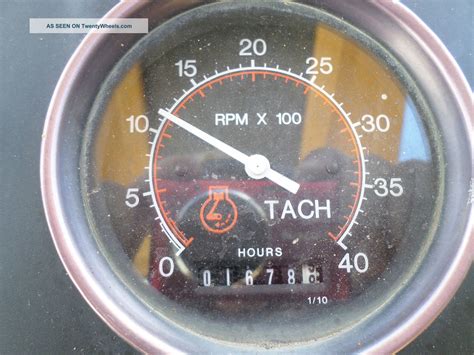 AS SEEN ON TwentyWheels.com
20
15 25
RPM X 100
10 30
5 35
TACH
HOURS
0 40
01678
1/10